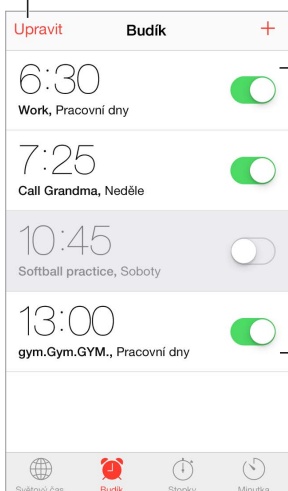 Upravit Budík +
6:30
Work, Pracovní dny
7:25
Call Grandma, Neděle
10:45
Softball practice, Soboty
13:00
gym.Gym.GYM., Pracovní dny
Světový čas Budík Stopky Minutka